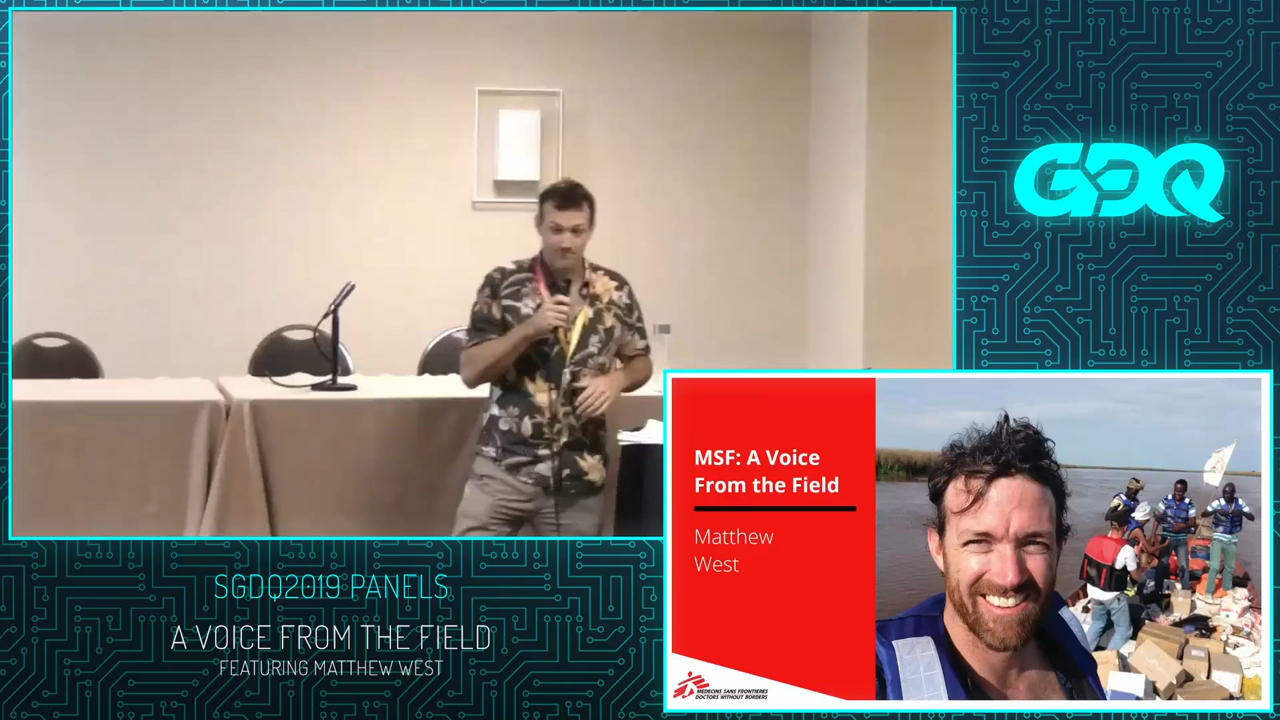 GDQ
MSF: A Voice
From the Field
Matthew
West
MEDECINS SANS FRONTIERES
DOCTORS WITHOUT BORDERS
SGDQ2019 PANELS
A VOICE FROM THE FIELD
FEATURING MATTHEW WEST